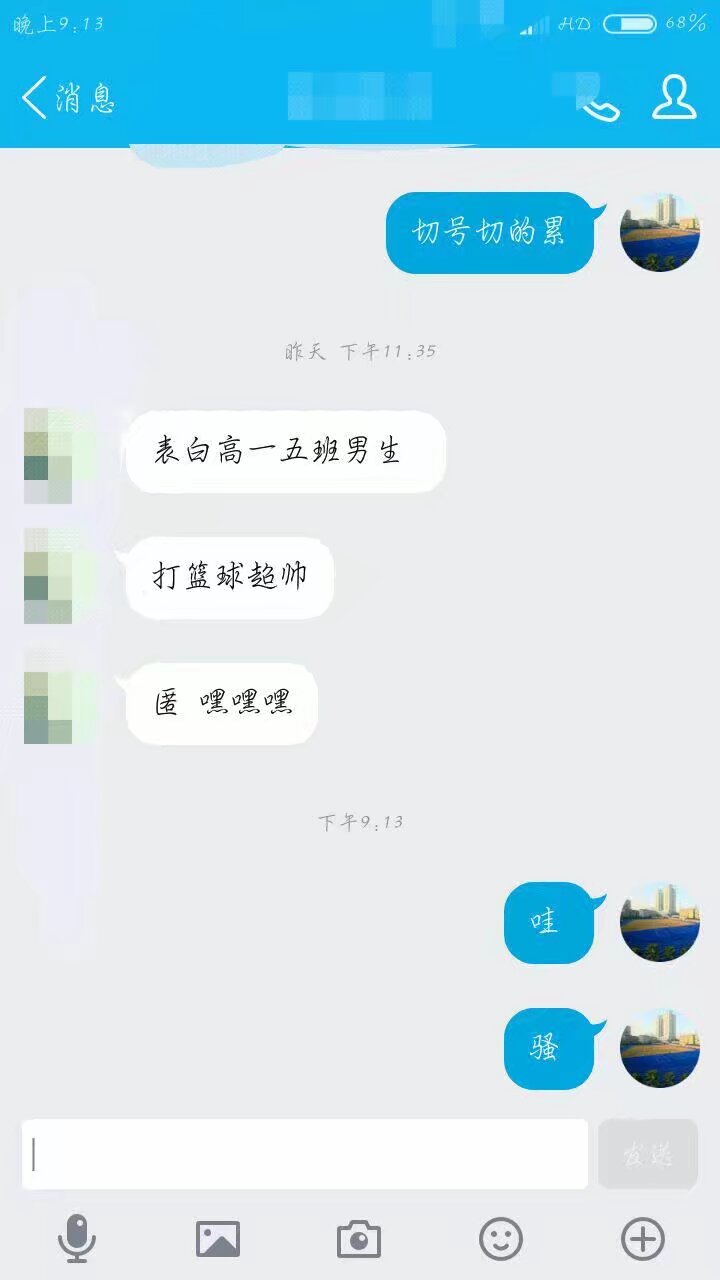 晚上9:13
HD
68%
消息
切号切的累
昨天 下午11:35
表白高一五班男生
打篮球超帅
匿 嘿嘿嘿
下午9:13
哇
骚
发送